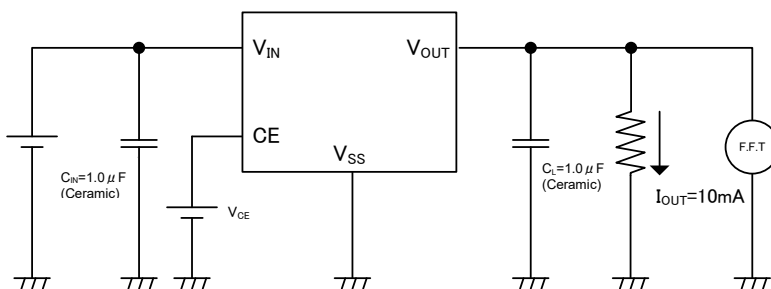 V_IN
V_OUT
CE
V_SS
C_IN=1.0μF
(Ceramic)
V_CE
C_L=1.0μF
(Ceramic)
I_OUT=10mA
F.F.T